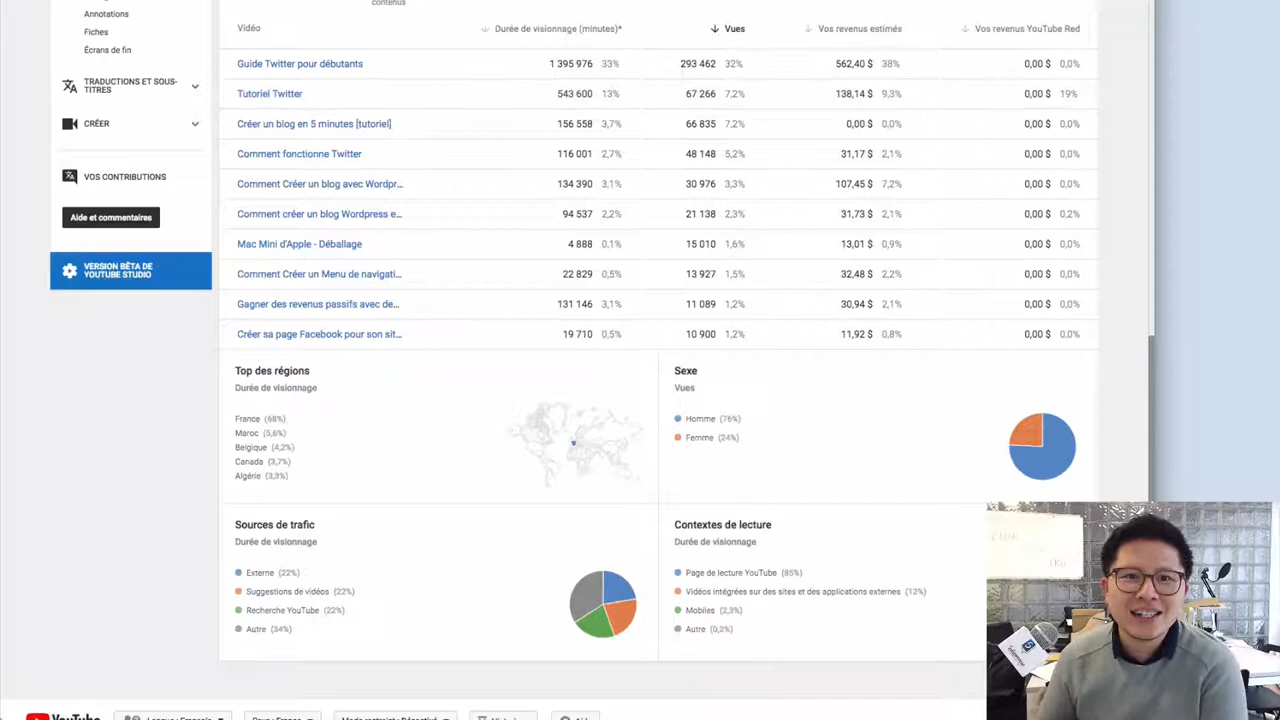 contenus
Annotations
Fiches
Écrans de fin
TRADUCTIONS ET SOUS-
TITRES
CRÉER
VOS CONTRIBUTIONS
Aide et commentaires
VERSION BÊTA DE
YOUTUBE STUDIO
Vidéo Durée de visionnage (minutes)* Vues Vos revenus estimés Vos revenus YouTube Red
Guide Twitter pour débutants 1 395 976 33% 293 462 32% 562,40 $ 38% 0,00 $ 0,0%
Tutoriel Twitter 543 600 13% 67 266 7,2% 138,14 $ 9,3% 0,00 $ 19%
Créer un blog en 5 minutes [tutoriel] 156 558 3,7% 66 835 7,2% 0,00 $ 0,0% 0,00 $ 0,0%
Comment fonctionne Twitter 116 001 2,7% 48 148 5,2% 31,17 $ 2,1% 0,00 $ 0,0%
Comment Créer un blog avec Wordpr... 134 390 3,1% 30 976 3,3% 107,45 $ 7,2% 0,00 $ 0,0%
Comment créer un blog Wordpress e... 94 537 2,2% 21 138 2,3% 31,73 $ 2,1% 0,00 $ 0,2%
Mac Mini d'Apple - Déballage 4 888 0,1% 15 010 1,6% 13,01 $ 0,9% 0,00 $ 0,0%
Comment Créer un Menu de navigati... 22 829 0,5% 13 927 1,5% 32,48 $ 2,2% 0,00 $ 0,0%
Gagner des revenus passifs avec de... 131 146 3,1% 11 089 1,2% 30,94 $ 2,1% 0,00 $ 0,0%
Créer sa page Facebook pour son sit... 19 710 0,5% 10 900 1,2% 11,92 $ 0,8% 0,00 $ 0,0%
Top des régions
Durée de visionnage
France (68%)
Maroc (5,6%)
Belgique (4,2%)
Canada (3,7%)
Algérie (3,3%)
Sexe
Vues
Homme (76%)
Femme (24%)
Sources de trafic
Durée de visionnage
Externe (22%)
Suggestions de vidéos (22%)
Recherche YouTube (22%)
Autre (34%)
Contextes de lecture
Durée de visionnage
Page de lecture YouTube (85%)
Vidéos intégrées sur des sites et des applications externes (12%)
Mobiles (2,3%)
Autre (0,2%)
YouTube Langue : Français Pays : France Mode restreint : Désactivé Historique Aide